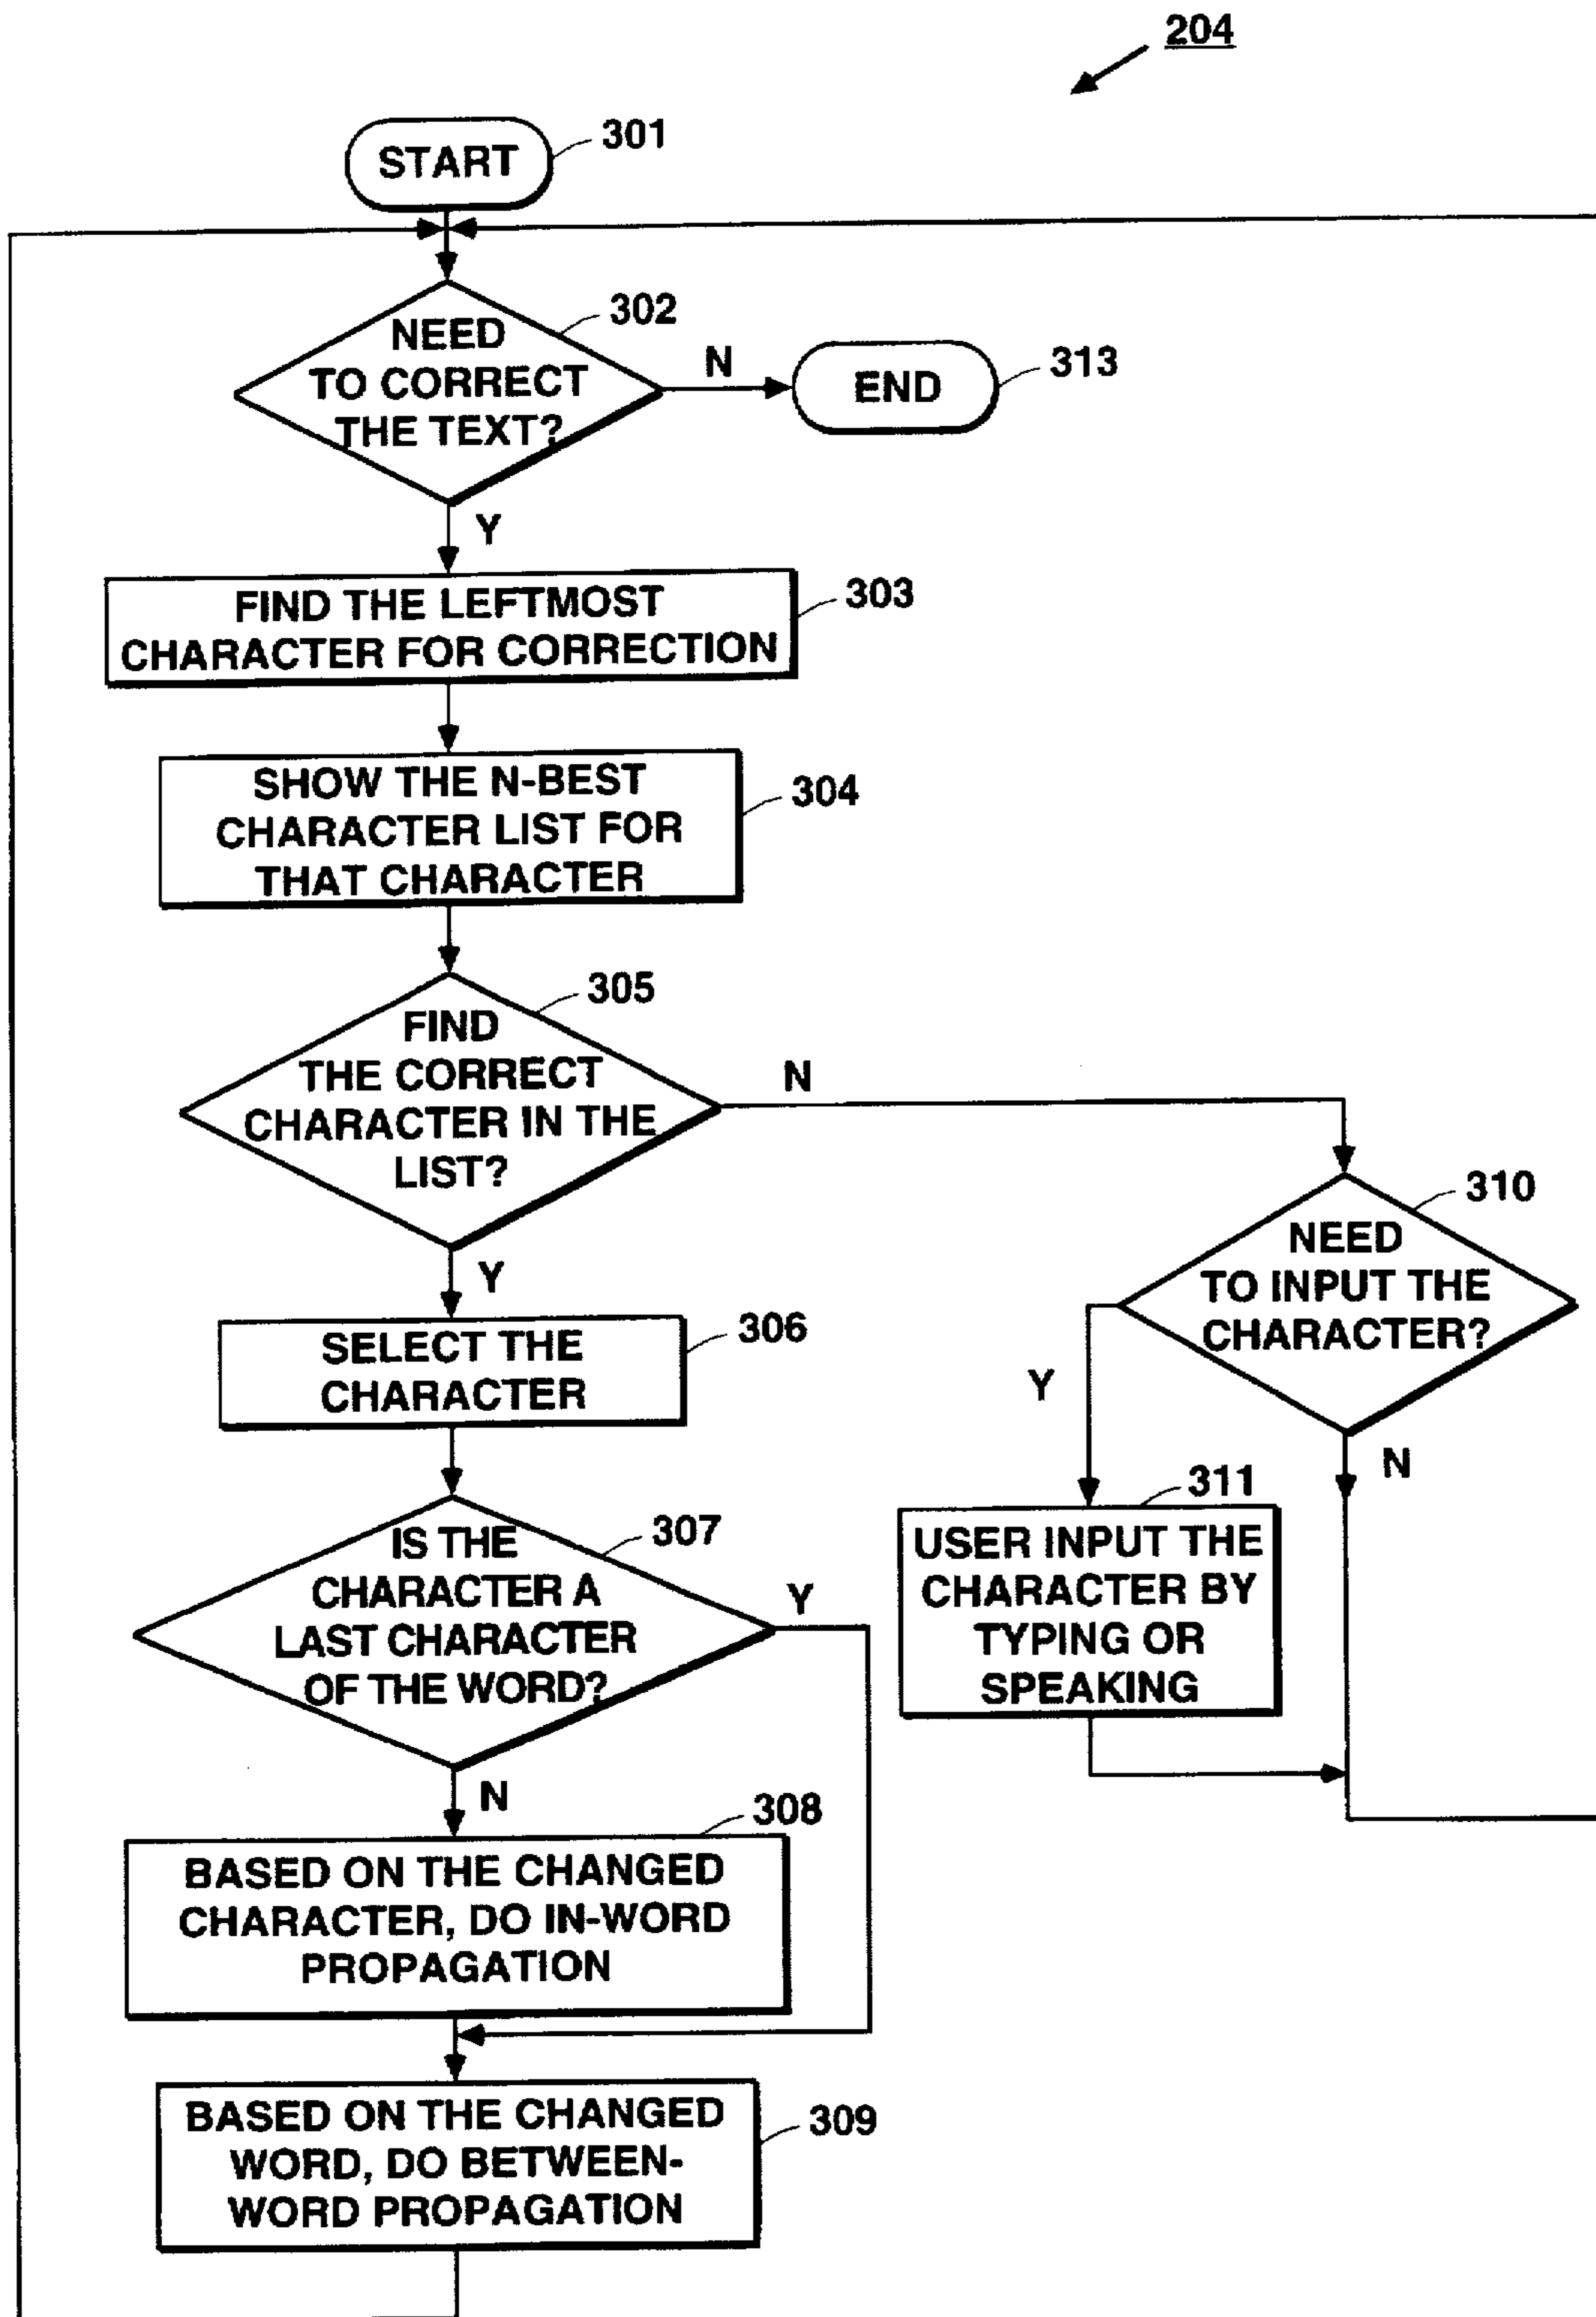 204
START
301
NEED
TO CORRECT
THE TEXT?
302
N
END
313
Y
FIND THE LEFTMOST
CHARACTER FOR CORRECTION
303
SHOW THE N-BEST
CHARACTER LIST FOR
THAT CHARACTER
304
FIND
THE CORRECT
CHARACTER IN THE
LIST?
305
N
Y
SELECT THE
CHARACTER
306
NEED
TO INPUT THE
CHARACTER?
310
Y
N
IS THE
CHARACTER A
LAST CHARACTER
OF THE WORD?
307
Y
311
USER INPUT THE
CHARACTER BY
TYPING OR
SPEAKING
N
308
BASED ON THE CHANGED
CHARACTER, DO IN-WORD
PROPAGATION
BASED ON THE CHANGED
WORD, DO BETWEEN-
WORD PROPAGATION
309